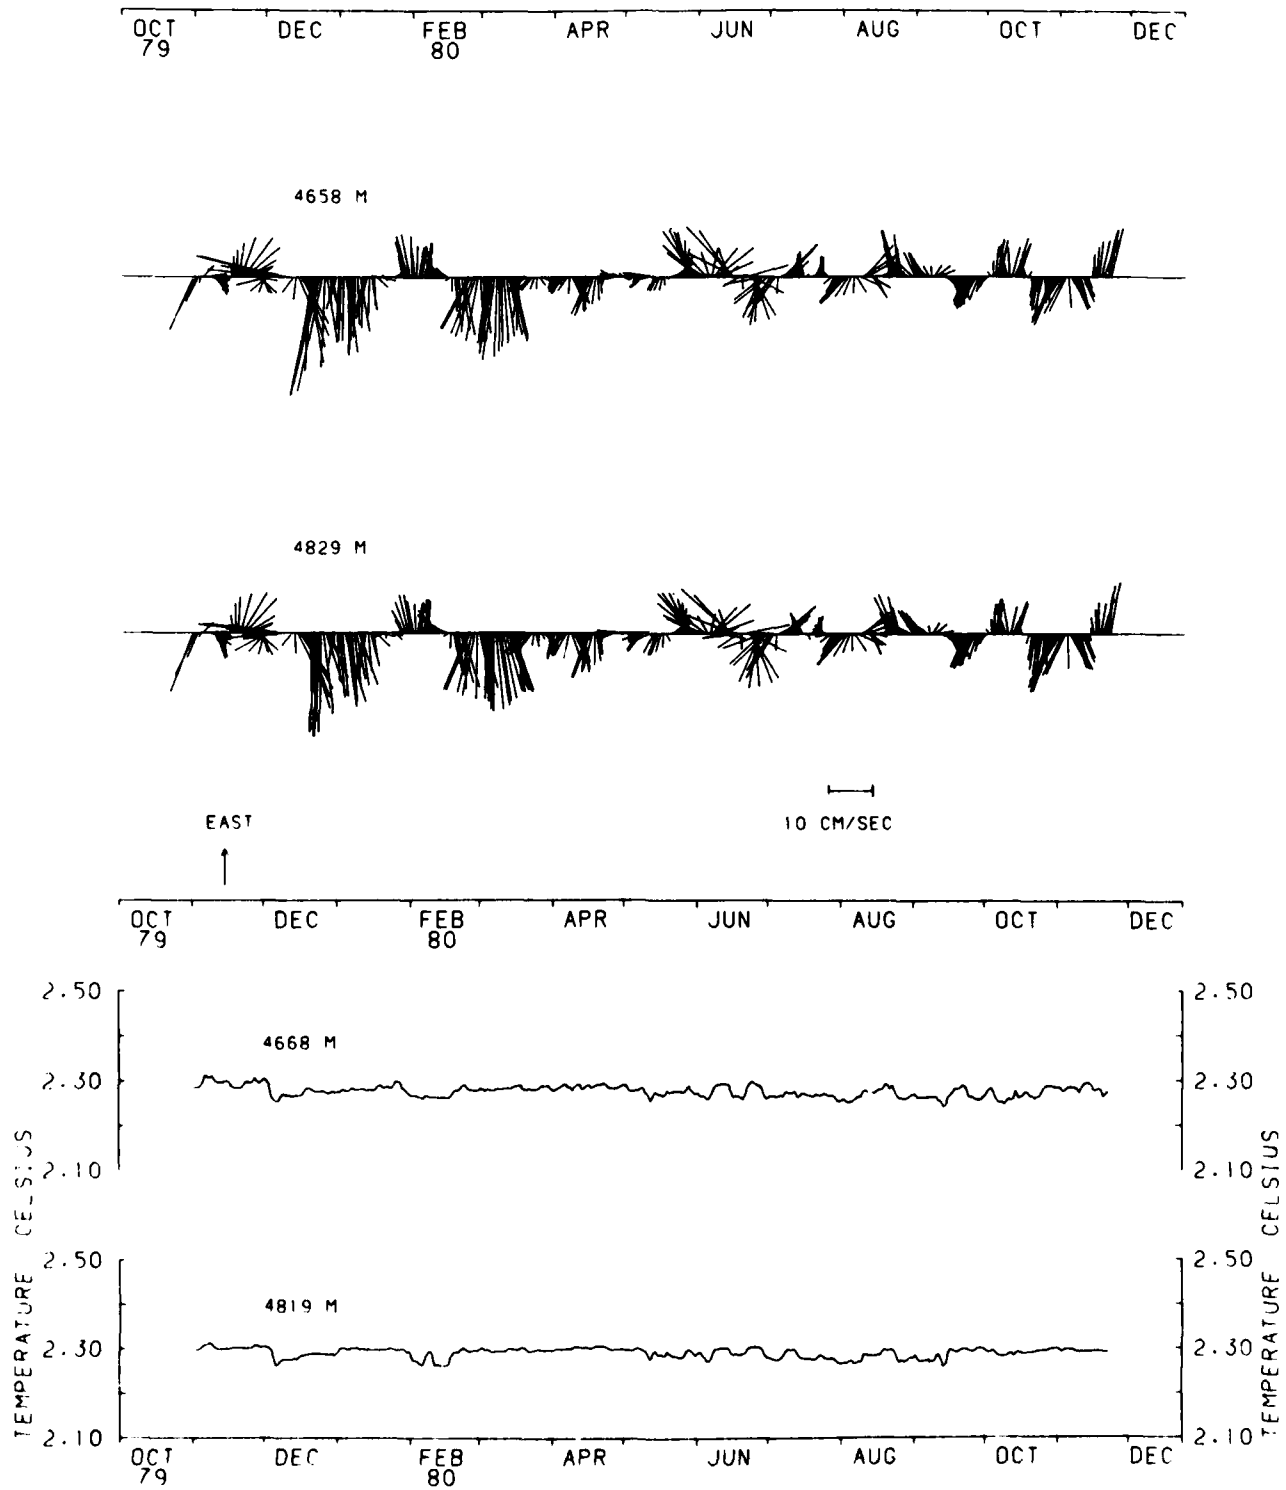 OCT DEC FEB APR JUN AUG OCT DEC
79 80
4658 M
4829 M
EAST 10 CM/SEC
OCT DEC FEB APR JUN AUG OCT DEC
79 80
2.50 2.50
4668 M
2.30 2.30
2.10 2.10
TEMPERATURE CELSIUS
TEMPERATURE CELSIUS
2.50 2.50
4819 M
2.30 2.30
2.10 2.10
OCT DEC FEB APR JUN AUG OCT DEC
79 80